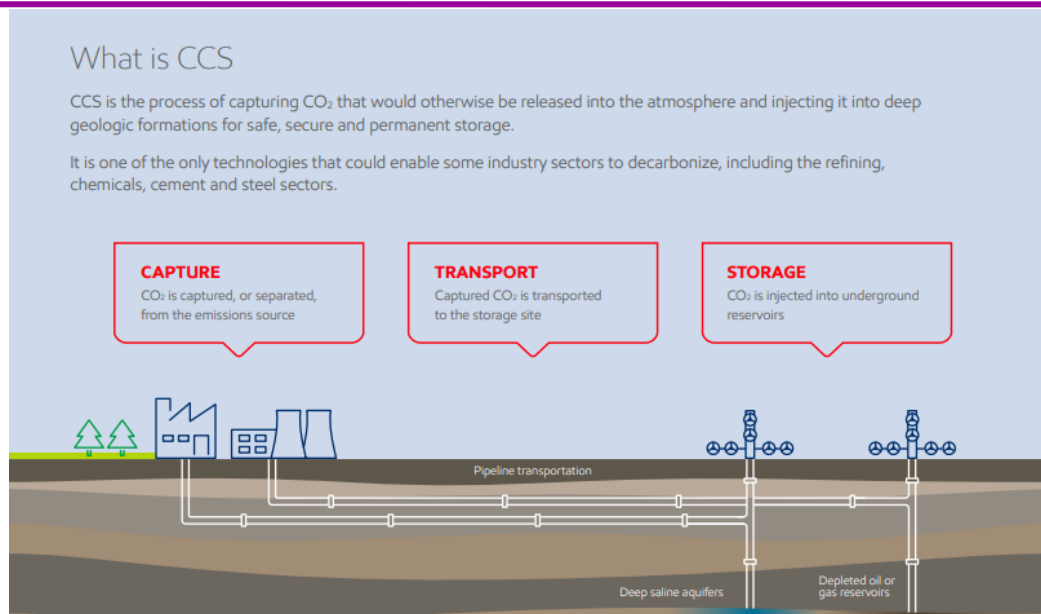 What is CCS
CCS is the process of capturing CO₂ that would otherwise be released into the atmosphere and injecting it into deep
geologic formations for safe, secure and permanent storage.
It is one of the only technologies that could enable some industry sectors to decarbonize, including the refining,
chemicals, cement and steel sectors.
CAPTURE
CO₂ is captured, or separated,
from the emissions source
TRANSPORT
Captured CO₂ is transported
to the storage site
STORAGE
CO₂ is injected into underground
reservoirs
Pipeline transportation
Deep saline aquifers
Depleted oil or
gas reservoirs